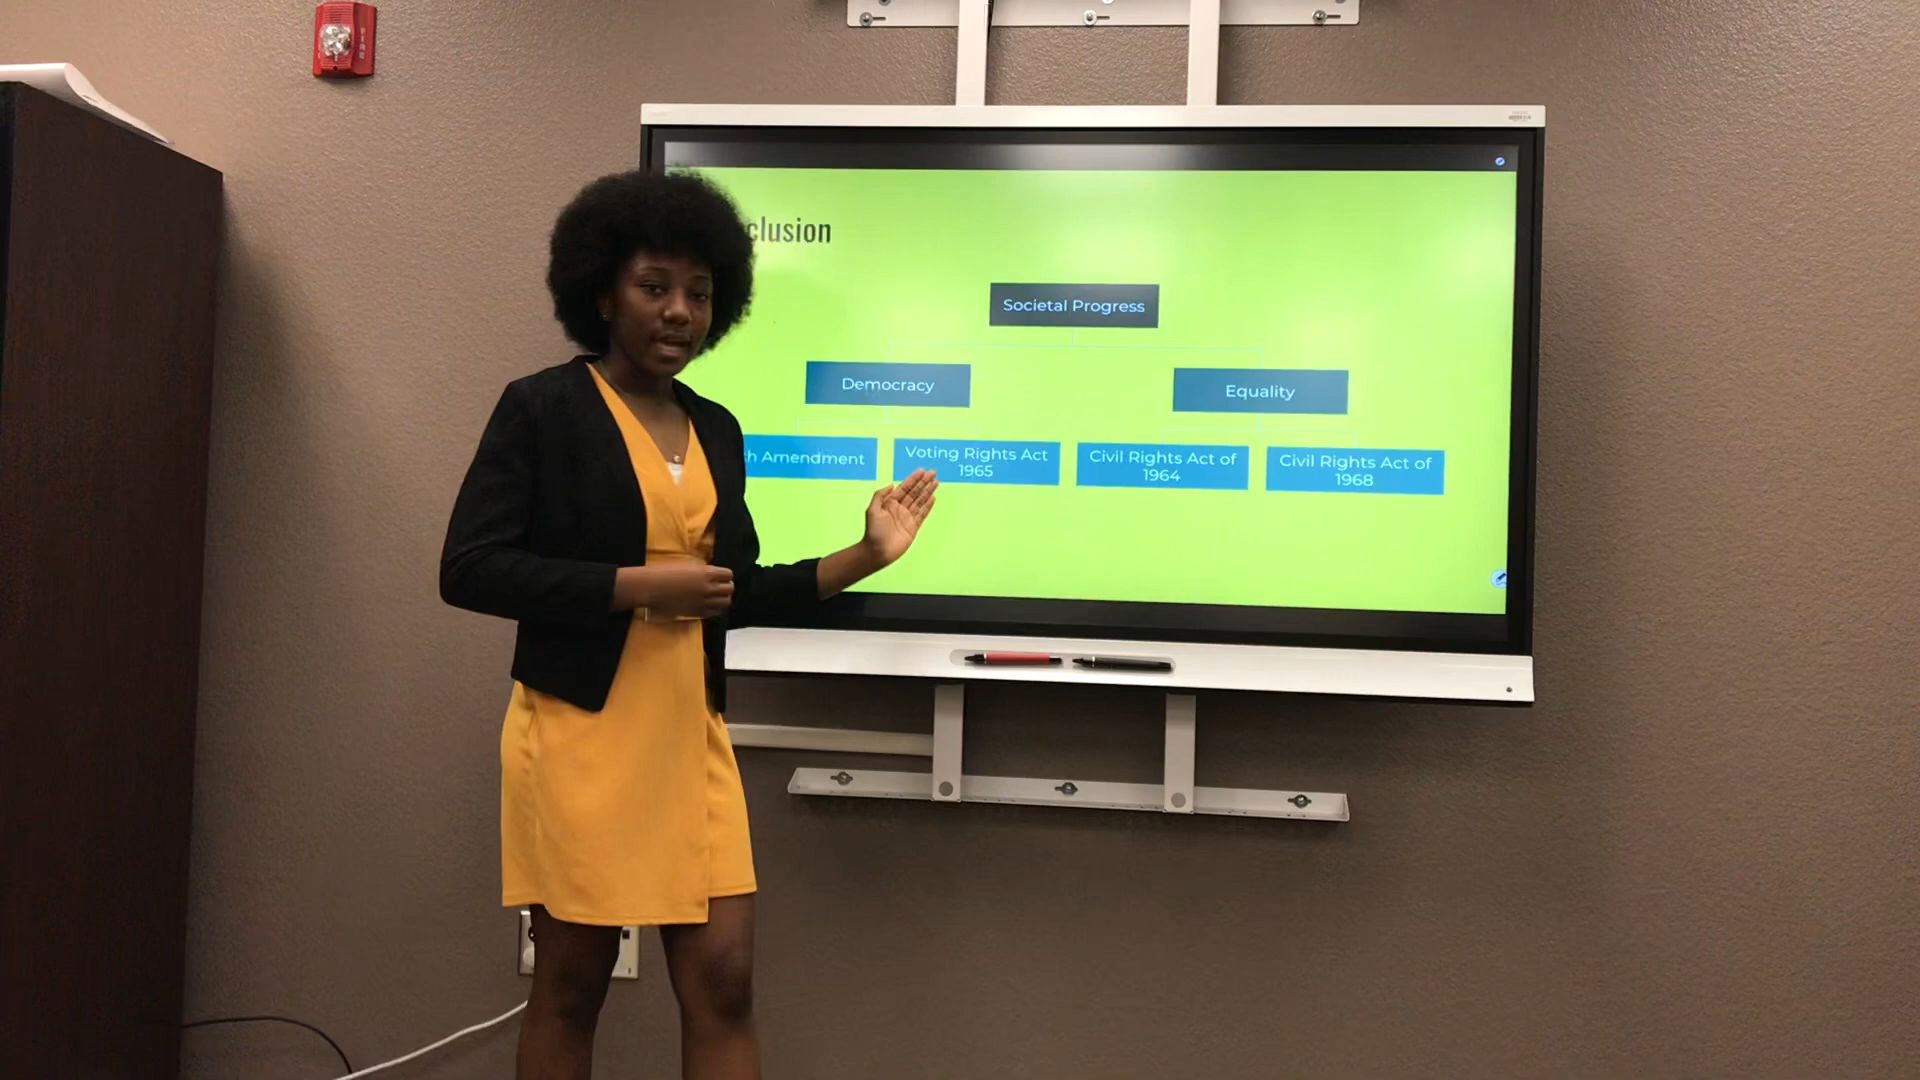 clusion
Societal Progress
Democracy
Equality
h Amendment
Voting Rights Act
1965
Civil Rights Act of
1964
Civil Rights Act of
1968
FIRE